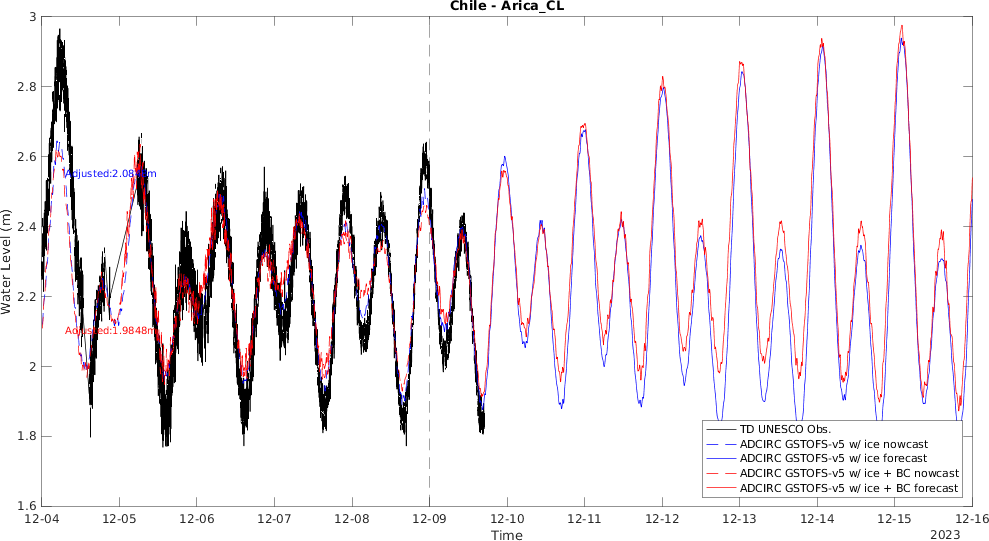 Chile - Arica_CL
Water Level (m)
3
2.8
2.6
2.4
2.2
2
1.8
1.6
Adjusted:1.9848m
12-04
12-05
12-06
12-07
12-08
12-09
12-10
12-11
12-12
12-13
12-14
12-15
12-16
Time
2023
TD UNESCO Obs.
ADCIRC GSTOFS-v5 w/ ice nowcast
ADCIRC GSTOFS-v5 w/ ice forecast
ADCIRC GSTOFS-v5 w/ ice + BC nowcast
ADCIRC GSTOFS-v5 w/ ice + BC forecast